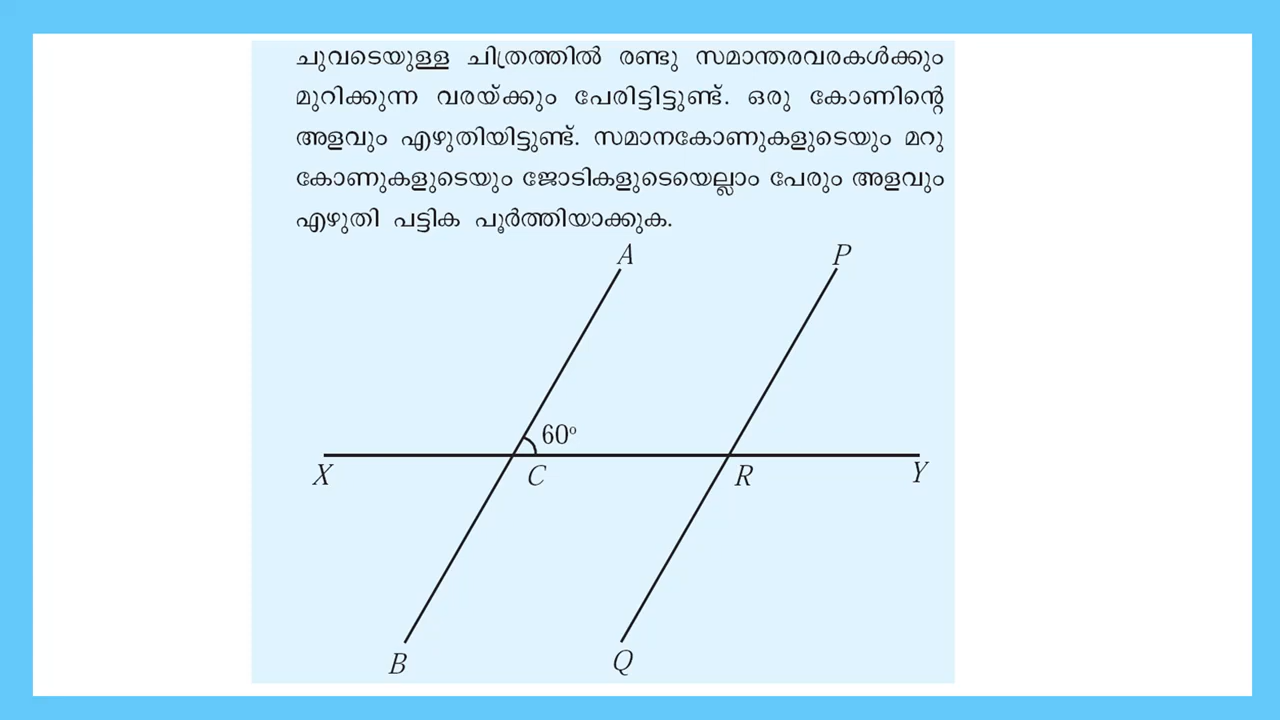 ചുവടെയുള്ള ചിത്രത്തിൽ രണ്ടു സമാന്തരവരകൾക്കും
മുറിക്കുന്ന വരയ്ക്കും പേരിട്ടിട്ടുണ്ട്. ഒരു കോണിന്റെ
അളവും എഴുതിയിട്ടുണ്ട്. സമാനകോണുകളുടെയും മറു
കോണുകളുടെയും ജോടികളുടെയെല്ലാം പേരും അളവും
എഴുതി പട്ടിക പൂർത്തിയാക്കുക.
A P
60°
X C R Y
B Q